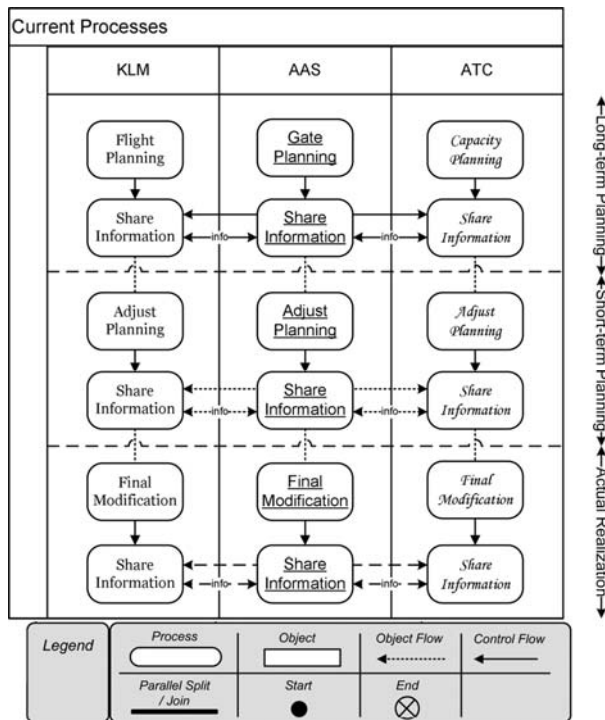 Current Processes
KLM
AAS
ATC
Flight
Planning
Gate
Planning
Capacity
Planning
Share
Information
Share
Information
Share
Information
info
info
Long-term Planning
Adjust
Planning
Adjust
Planning
Adjust
Planning
Share
Information
Share
Information
Share
Information
info
info
Short-term Planning
Final
Modification
Final
Modification
Final
Modification
Share
Information
Share
Information
Share
Information
info
info
Actual Realization
Legend
Process
Object
Object Flow
Control Flow
Parallel Split
/ Join
Start
End